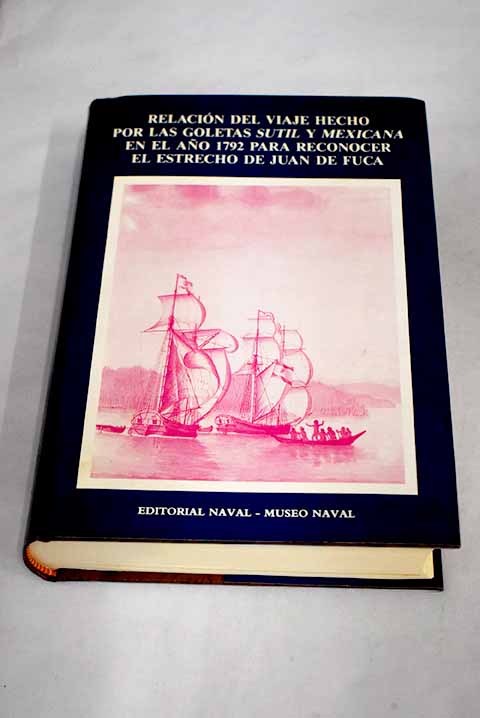 RELACIÓN DEL VIAJE HECHO
POR LAS GOLETAS SUTIL Y MEXICANA
EN EL AÑO 1792 PARA RECONOCER
EL ESTRECHO DE JUAN DE FUCA
EDITORIAL NAVAL - MUSEO NAVAL